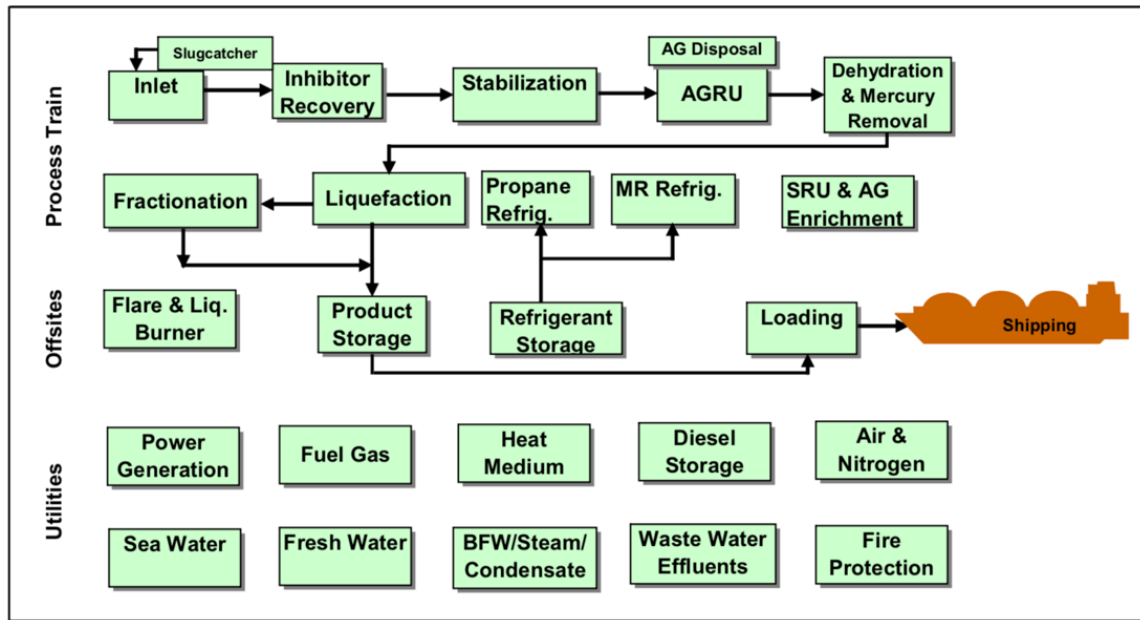 Process Train
Slugcatcher
Inlet
Inhibitor
Recovery
Stabilization
AG Disposal
AGRU
Dehydration
& Mercury
Removal
Fractionation
Liquefaction
Propane
Refrig.
MR Refrig.
SRU & AG
Enrichment
Offsites
Flare & Liq.
Burner
Product
Storage
Refrigerant
Storage
Loading
Shipping
Utilities
Power
Generation
Fuel Gas
Heat
Medium
Diesel
Storage
Air &
Nitrogen
Sea Water
Fresh Water
BFW/Steam/
Condensate
Waste Water
Effluents
Fire
Protection